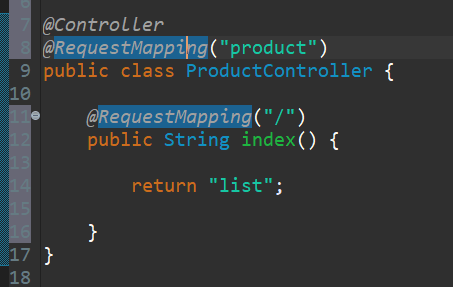 6
7 @Controller
8 @RequestMapping("product")
9 public class ProductController {
10
11 @RequestMapping("/")
12 public String index() {
13
14 return "list";
15
16 }
17 }
18